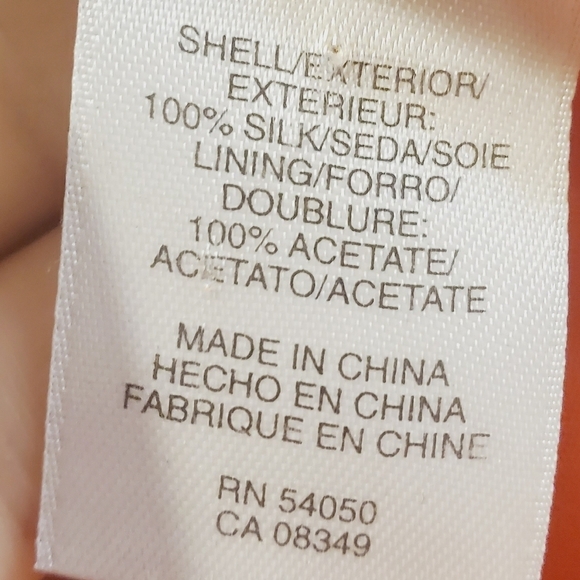 SHELL/EXTERIOR/
EXTERIEUR:
100% SILK/SEDA/SOIE
LINING/FORRO/
DOUBLURE:
100% ACETATE/
ACETATO/ACETATE
MADE IN CHINA
HECHO EN CHINA
FABRIQUE EN CHINE
RN 54050
CA 08349